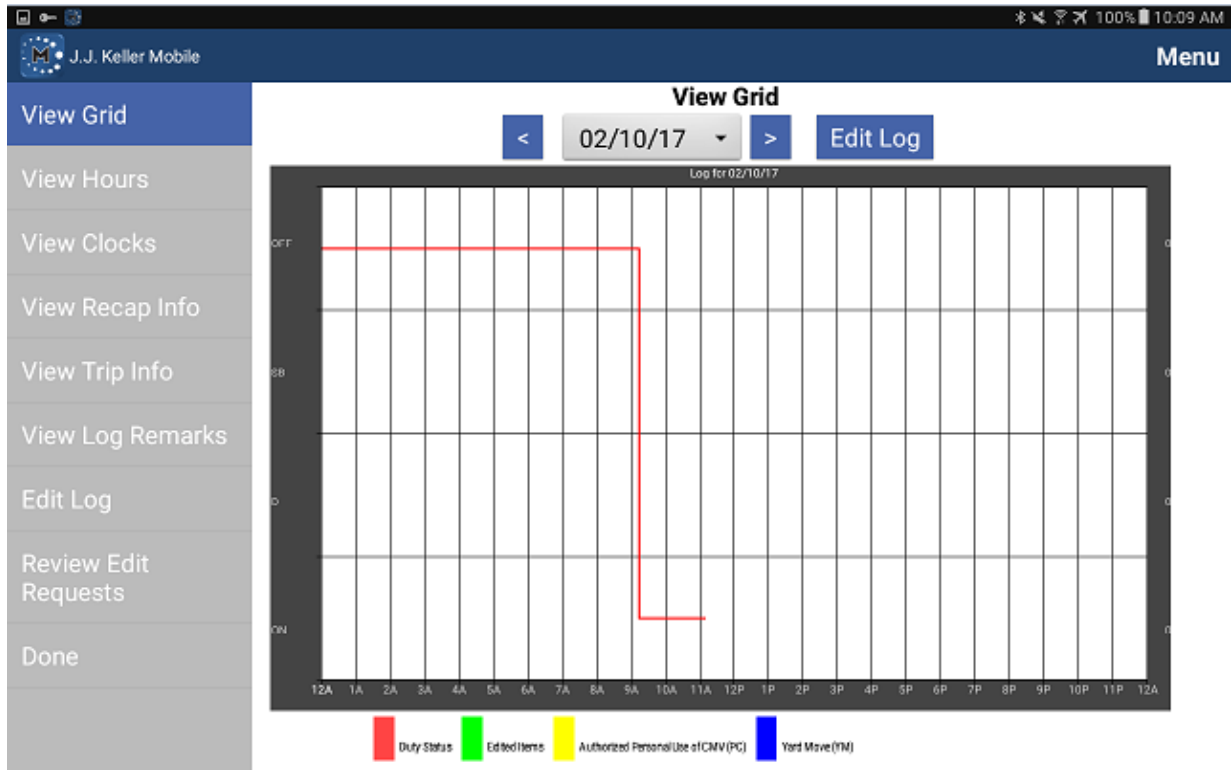 100% 10:09 AM
J.J. Keller Mobile
Menu
View Grid
View Hours
View Clocks
View Recap Info
View Trip Info
View Log Remarks
Edit Log
Review Edit
Requests
Done
View Grid
< 02/10/17 > Edit Log
Log for 02/10/17
OFF
SB
D
ON
0
0
0
0
12A 1A 2A 3A 4A 5A 6A 7A 8A 9A 10A 11A 12P 1P 2P 3P 4P 5P 6P 7P 8P 9P 10P 11P 12A
Duty Status Edited Items Authorized Personal Use of CMV (PC) Yard Move (YM)